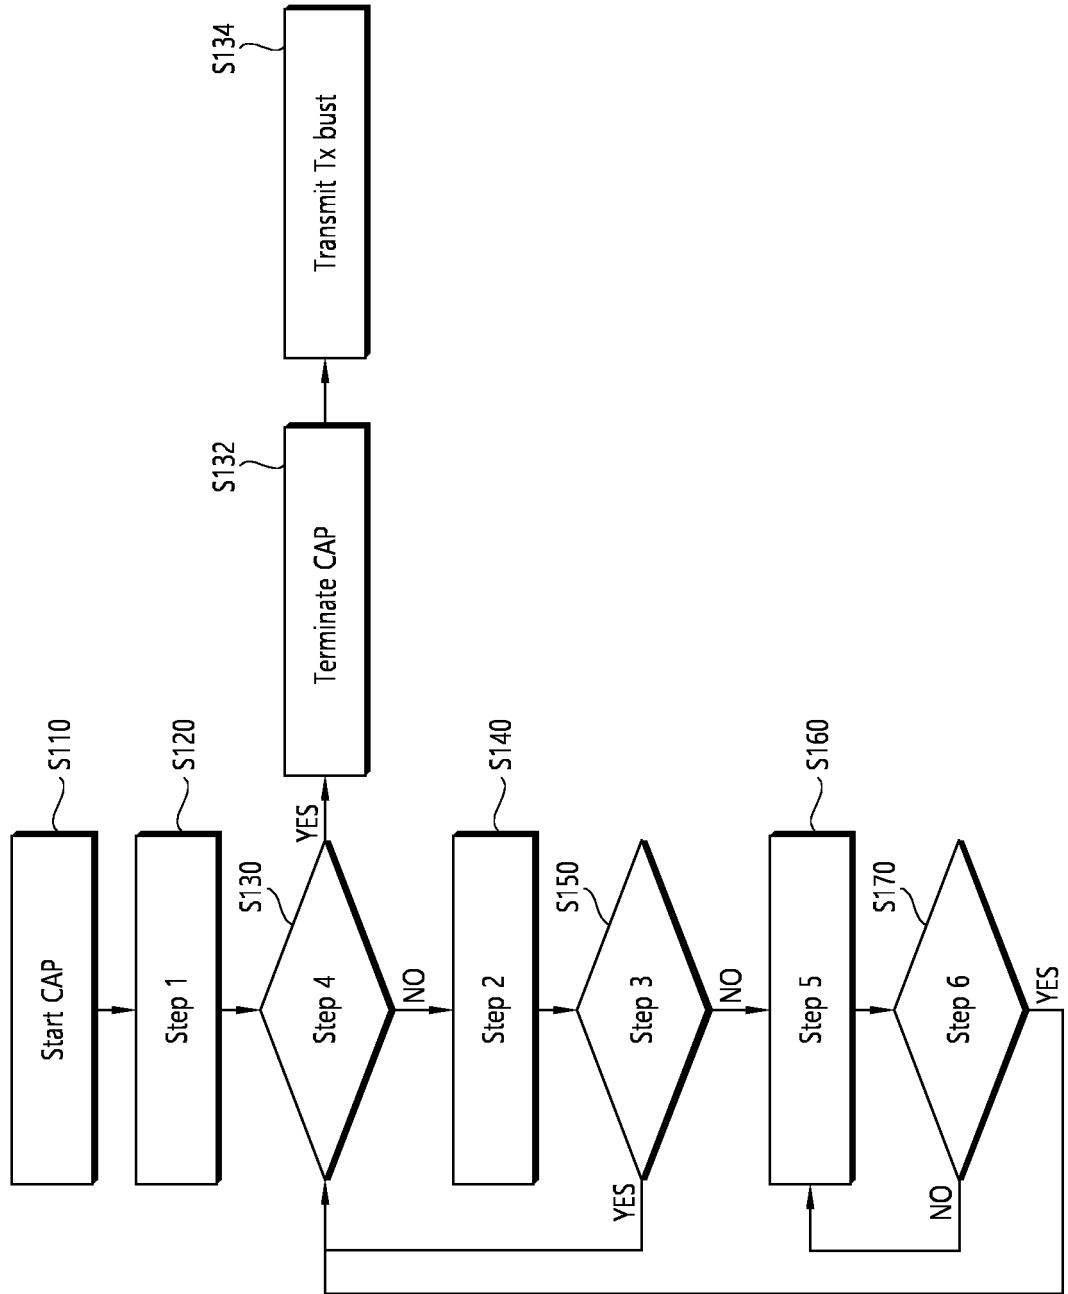 Start CAP
S110
Step 1
S120
Step 4
S130
YES
NO
Terminate CAP
S132
Transmit Tx bust
S134
Step 2
S140
Step 3
S150
YES
NO
Step 5
S160
Step 6
S170
NO
YES